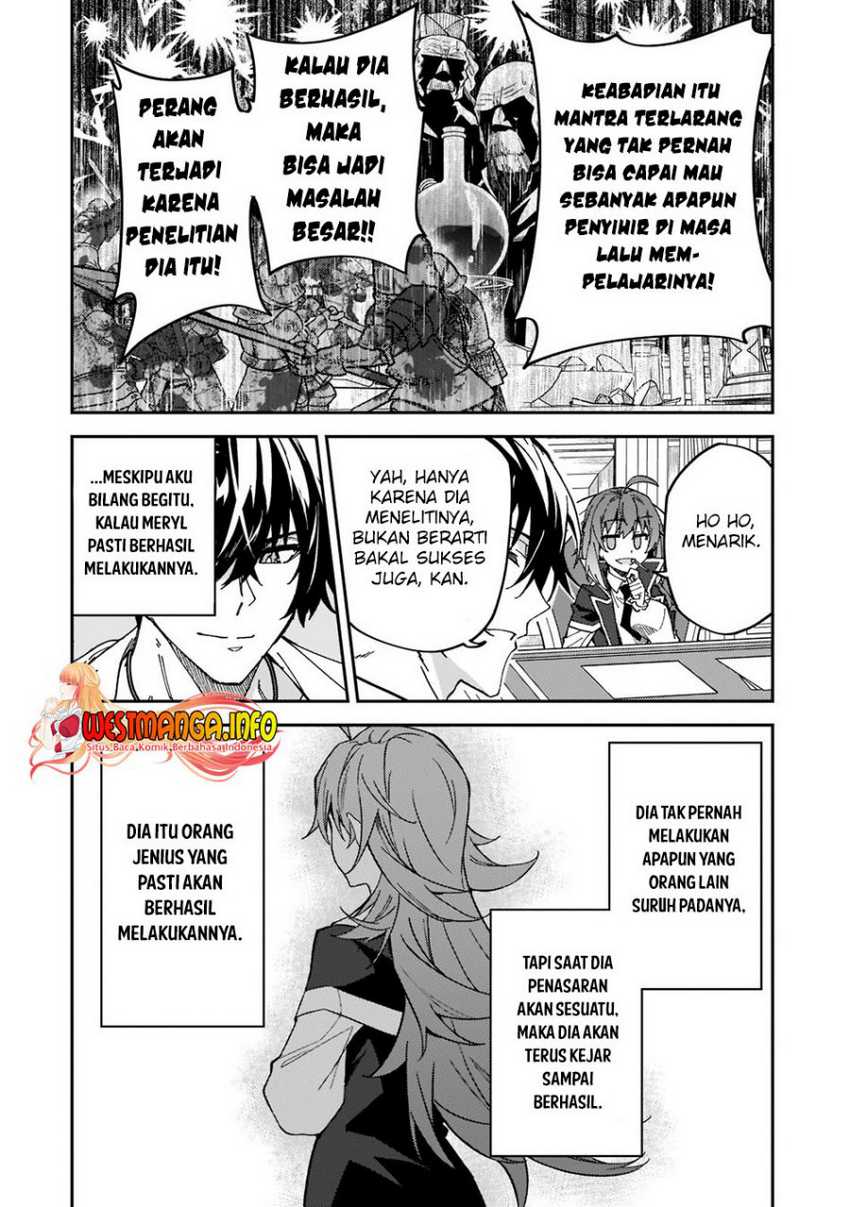 KEABADIAN ITU
MANTRA TERLARANG
YANG TAK PERNAH
BISA CAPAI MAU
SEBANYAK APAPUN
PENYIHIR DI MASA
LALU MEM-
PELAJARINYA!
KALAU DIA
BERHASIL,
MAKA
BISA JADI
MASALAH
BESAR!!
PERANG
AKAN
TERJADI
KARENA
PENELITIAN
DIA ITU!
HO HO,
MENARIK.
YAH, HANYA
KARENA DIA
MENELITINYA,
BUKAN BERARTI
BAKAL SUKSES
JUGA, KAN.
...MESKIPU AKU
BILANG BEGITU,
KALAU MERYL
PASTI BERHASIL
MELAKUKANNYA.
WESTMANGA.INFO
Situs Baca Komik Berbahasa Indonesia
DIA TAK PERNAH
MELAKUKAN
APAPUN YANG
ORANG LAIN
SURUH PADANYA,
TAPI SAAT DIA
PENASARAN
AKAN SESUATU,
MAKA DIA AKAN
TERUS KEJAR
SAMPAI
BERHASIL.
DIA ITU ORANG
JENIUS YANG
PASTI AKAN
BERHASIL
MELAKUKANNYA.